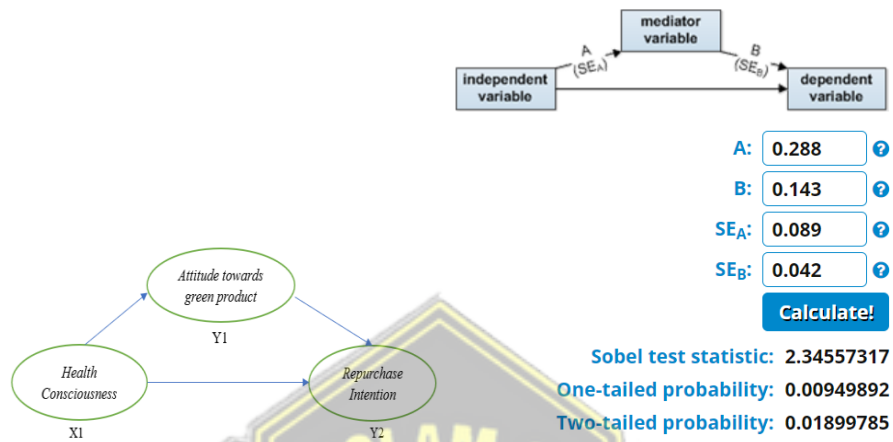 mediator
variable
A
(SEA)
B
(SEB)
independent
variable
dependent
variable
A: 0.288 ?
B: 0.143 ?
SEA: 0.089 ?
SEB: 0.042 ?
Calculate!
Sobel test statistic: 2.34557317
One-tailed probability: 0.00949892
Two-tailed probability: 0.01899785
Attitude towards
green product
Y1
Health
Consciousness
X1
Repurchase
Intention
Y2